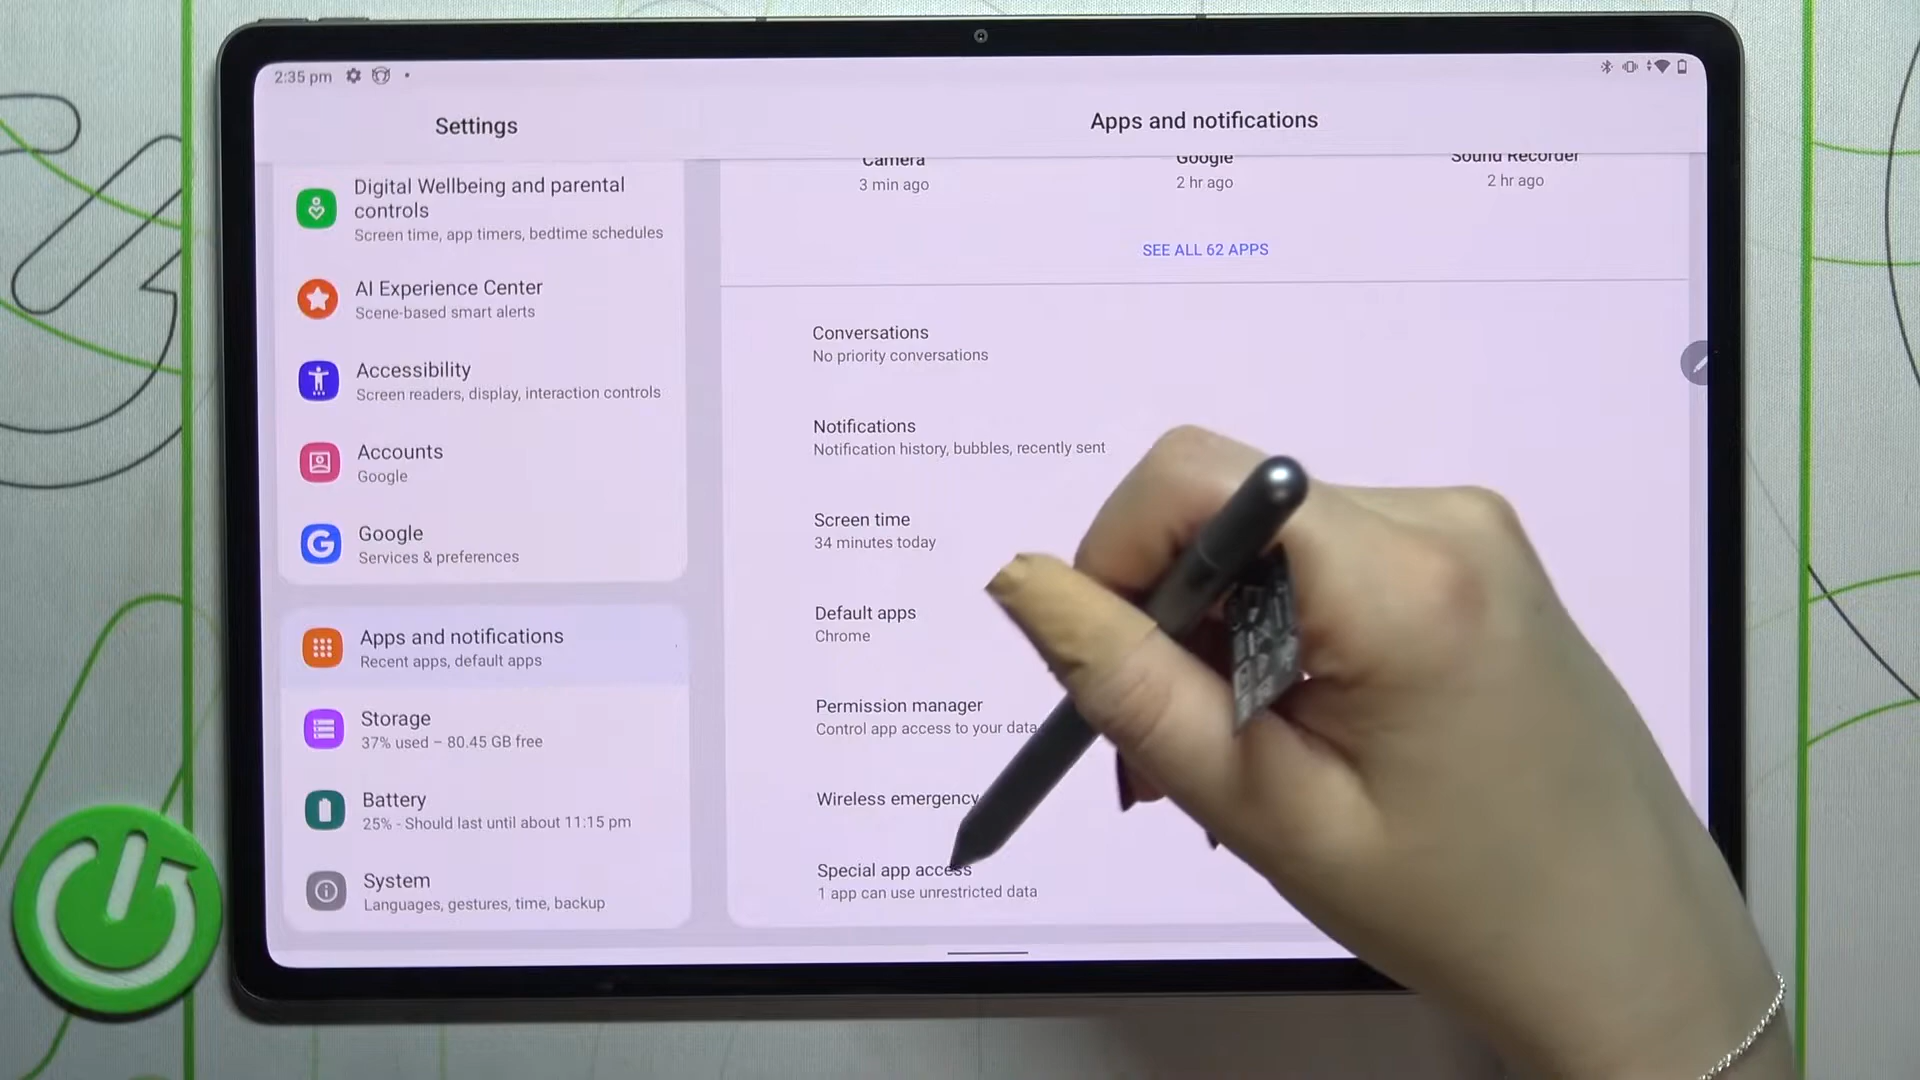 2:35 pm
Settings
Apps and notifications
Digital Wellbeing and parental
controls
Screen time, app timers, bedtime schedules
AI Experience Center
Scene-based smart alerts
Accessibility
Screen readers, display, interaction controls
Accounts
Google
Google
Services & preferences
Apps and notifications
Recent apps, default apps
Storage
37% used – 80.45 GB free
Battery
25% - Should last until about 11:15 pm
System
Languages, gestures, time, backup
Camera
3 min ago
Google
2 hr ago
Sound Recorder
2 hr ago
SEE ALL 62 APPS
Conversations
No priority conversations
Notifications
Notification history, bubbles, recently sent
Screen time
34 minutes today
Default apps
Chrome
Permission manager
Control app access to your data
Wireless emergency
Special app access
1 app can use unrestricted data